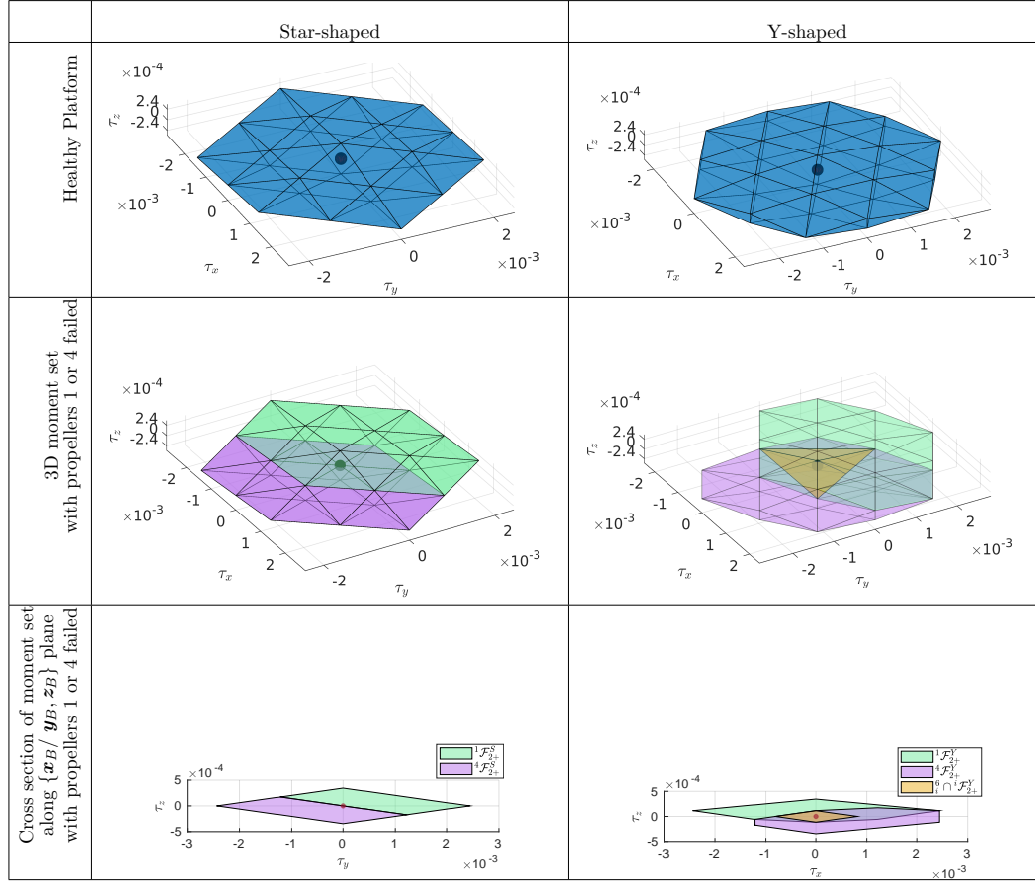 Star-shaped
Y-shaped
Healthy Platform
×10⁻⁴
2.4
0
-2.4
τz
-2
-1
0
1
2
×10⁻³
τx
-2
0
2
×10⁻³
τy
×10⁻⁴
2.4
0
-2.4
τz
-2
0
2
×10⁻³
τx
-2
-1
0
1
2
×10⁻³
τy
3D moment set
with propellers 1 or 4 failed
×10⁻⁴
2.4
0
-2.4
τz
-2
-1
0
1
2
×10⁻³
τx
-2
0
2
×10⁻³
τy
×10⁻⁴
2.4
0
-2.4
τz
-2
-1
0
1
2
×10⁻³
τx
-2
-1
0
1
2
×10⁻³
τy
Cross section of moment set
along {xB/ yB, zB} plane
with propellers 1 or 4 failed
¹F²₊S
⁴F²₊S
×10⁻⁴
5
0
-5
τz
-3 -2 -1 0 1 2 3
τy
×10⁻³
¹F²₊Y
⁴F²₊Y
⁶ᵢ∩ ⁱF²₊Y
×10⁻⁴
5
0
-5
τz
-3 -2 -1 0 1 2 3
τx
×10⁻³